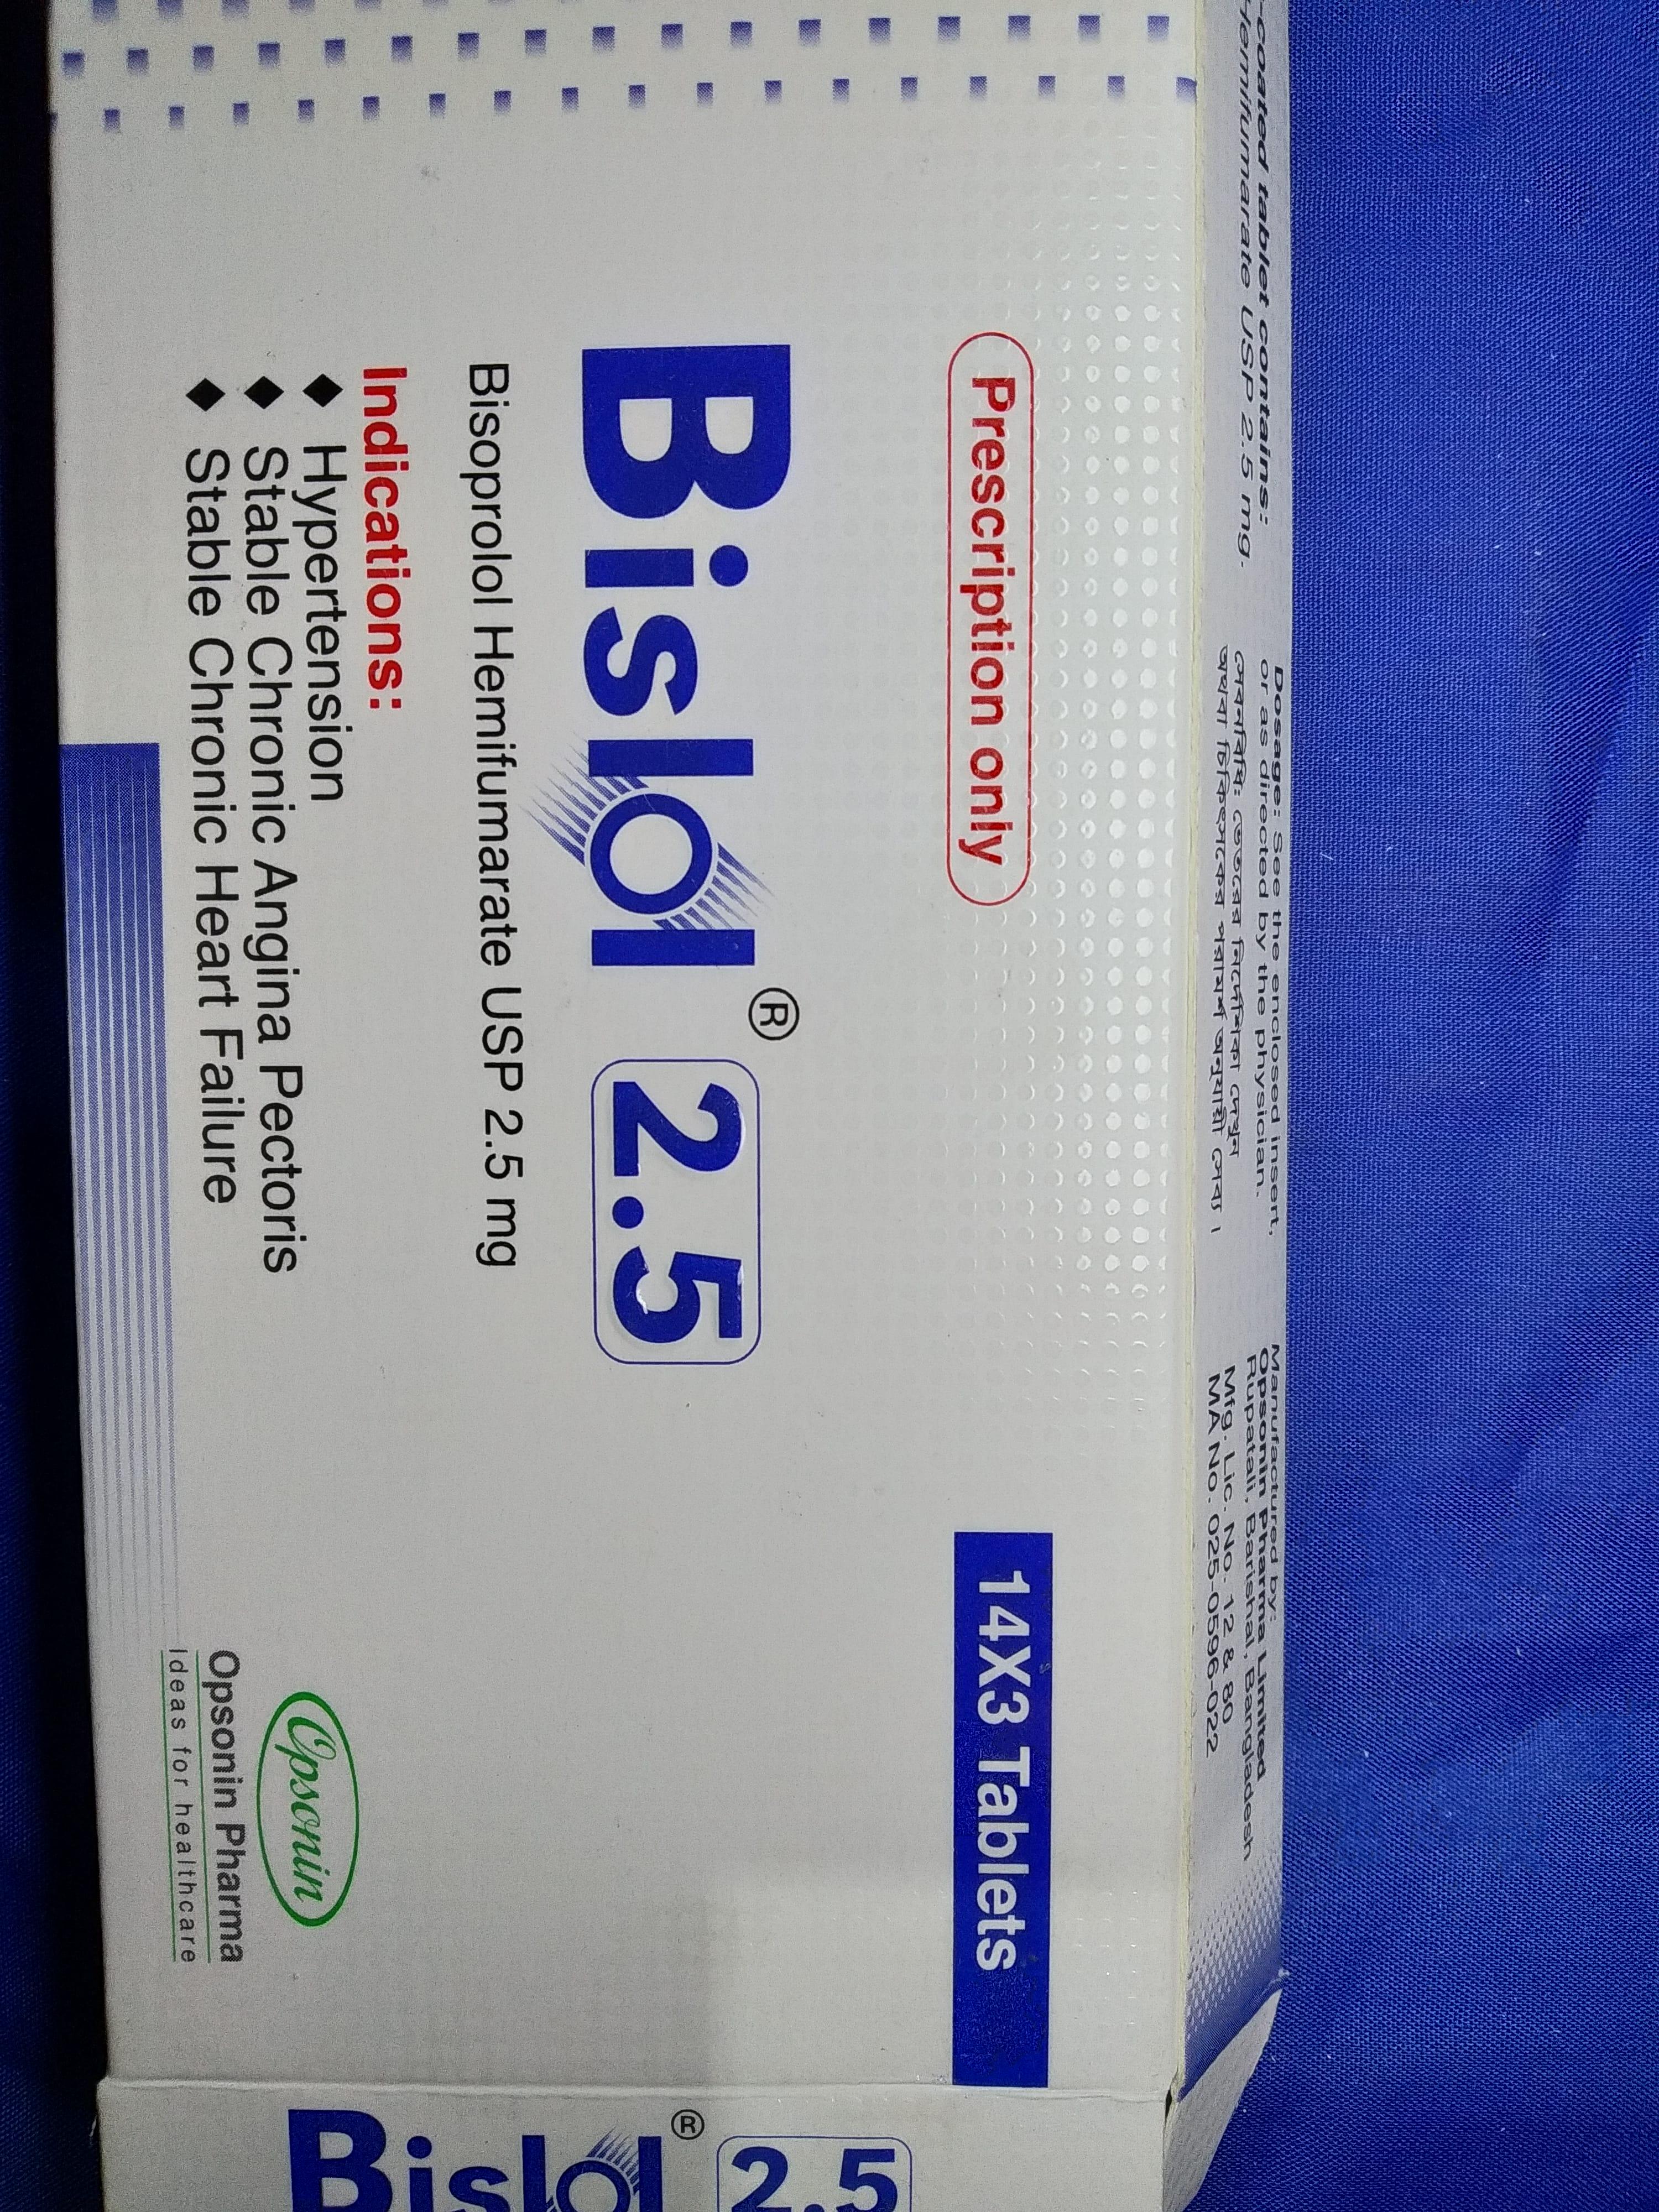 -coated tablet contains:
Hemifumarate USP 2.5 mg.
Dosage: See the enclosed insert,
or as directed by the physician.
সেবনবিধি: ভেতরের নির্দেশিকা দেখুন
অথবা চিকিৎসকের পরামর্শ অনুযায়ী সেব্য।
Manufactured by:
Opsonin Pharma Limited
Rupatali, Barishal, Bangladesh
Mfg. Lic. No. 12 & 80
MA No. 025-0596-022
Prescription only
14X3 Tablets
Bislol® 2.5
Bisoprolol Hemifumarate USP 2.5 mg
Indications:
♦ Hypertension
♦ Stable Chronic Angina Pectoris
♦ Stable Chronic Heart Failure
Opsonin
Opsonin Pharma
Ideas for healthcare
Bislol® 2.5